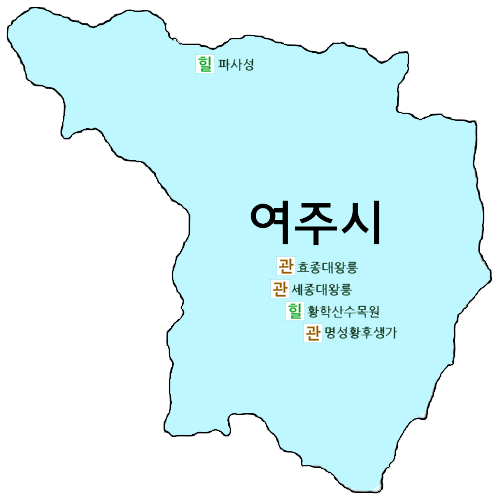 힐 파사성
여주시
관 효종대왕릉
관 세종대왕릉
힐 황학산수목원
관 명성황후생가